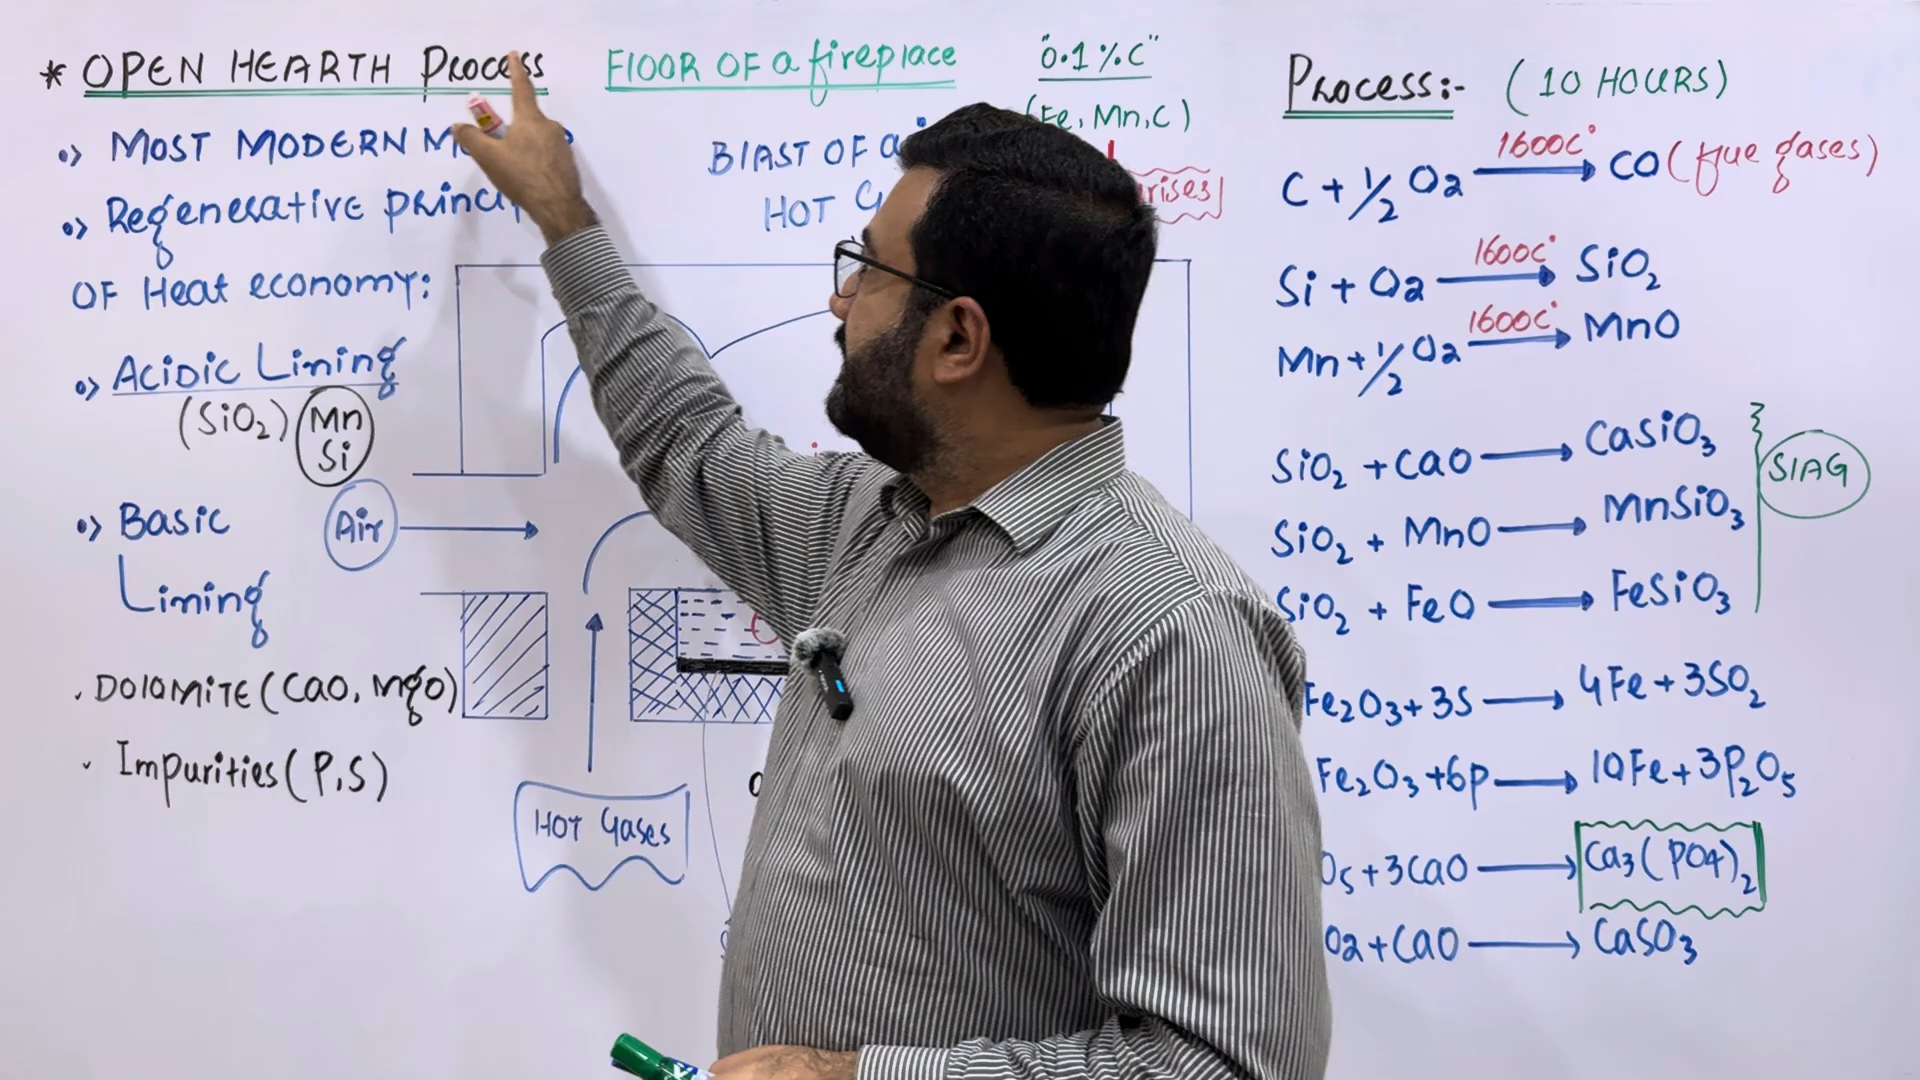 * OPEN HEARTH Process
FlOOR OF a fireplace
"0.1 % C"
(Fe, Mn, C)
•> MOST MODERN
BlAST OF
HOT
•> Regenerative
OF Heat economy:
•> Acidic Lining
(SiO₂) Mn
Si
•> Basic
Lining
Air
. DOlOMiTE (CaO, MgO)
. Impurities (P,S)
HOT Gases
Process:- (10 HOURS)
C + 1/2 O₂ 1600C° → CO (flue gases)
Si + O₂ 1600C° → SiO₂
Mn + 1/2 O₂ 1600C° → MnO
SiO₂ + CaO → CaSiO₃
SiO₂ + MnO → MnSiO₃
SiO₂ + FeO → FeSiO₃
SlAG
Fe₂O₃ + 3S → 4Fe + 3SO₂
Fe₂O₃ + 6P → 10Fe + 3P₂O₅
O₅ + 3CaO → Ca₃(PO₄)₂
O₂ + CaO → CaSO₃